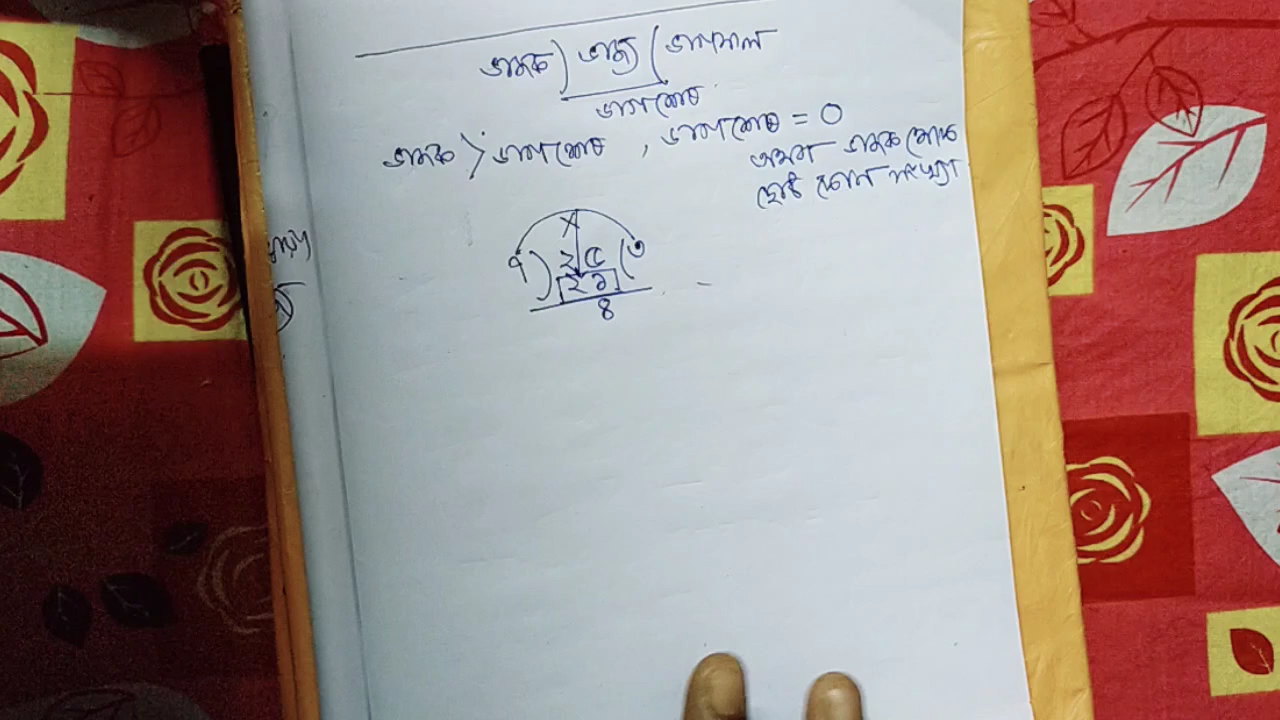 ভাজক) ভাজ্য (ভাগফল
ভাগশেষ
ভাজক > ভাগশেষ , ভাগশেষ = 0
অথবা ভাজক থেকে
ছোট কোন সংখ্যা
×
৭) ২৫ (৩
২১
৪